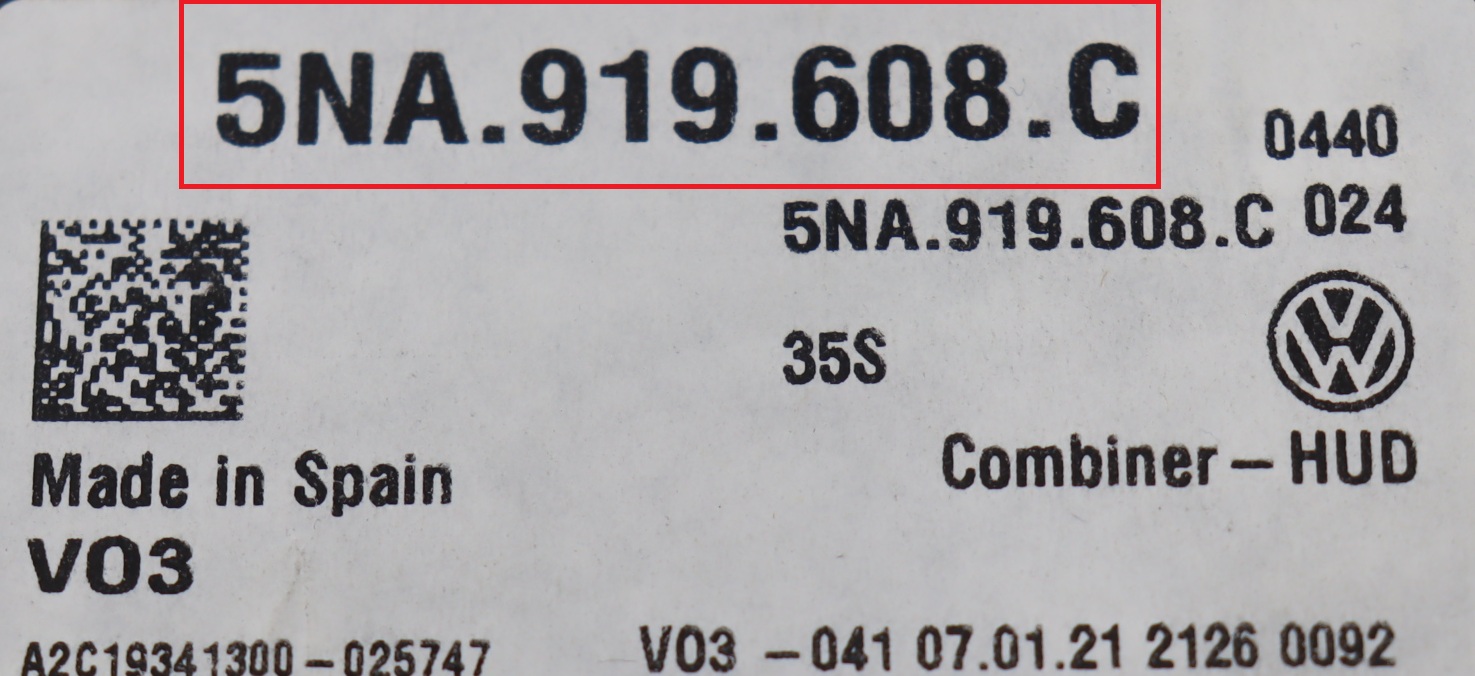 5NA.919.608.C
0440
5NA.919.608.C 024
35S
Combiner – HUD
Made in Spain
VO3
A2C19341300 – 025747
VO3 – 041 07.01.21 2126 0092